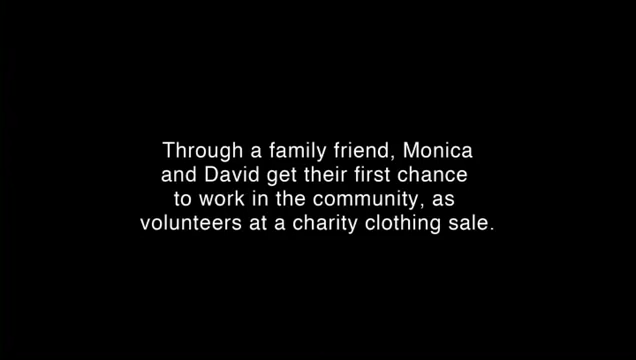 Through a family friend, Monica
and David get their first chance
to work in the community, as
volunteers at a charity clothing sale.